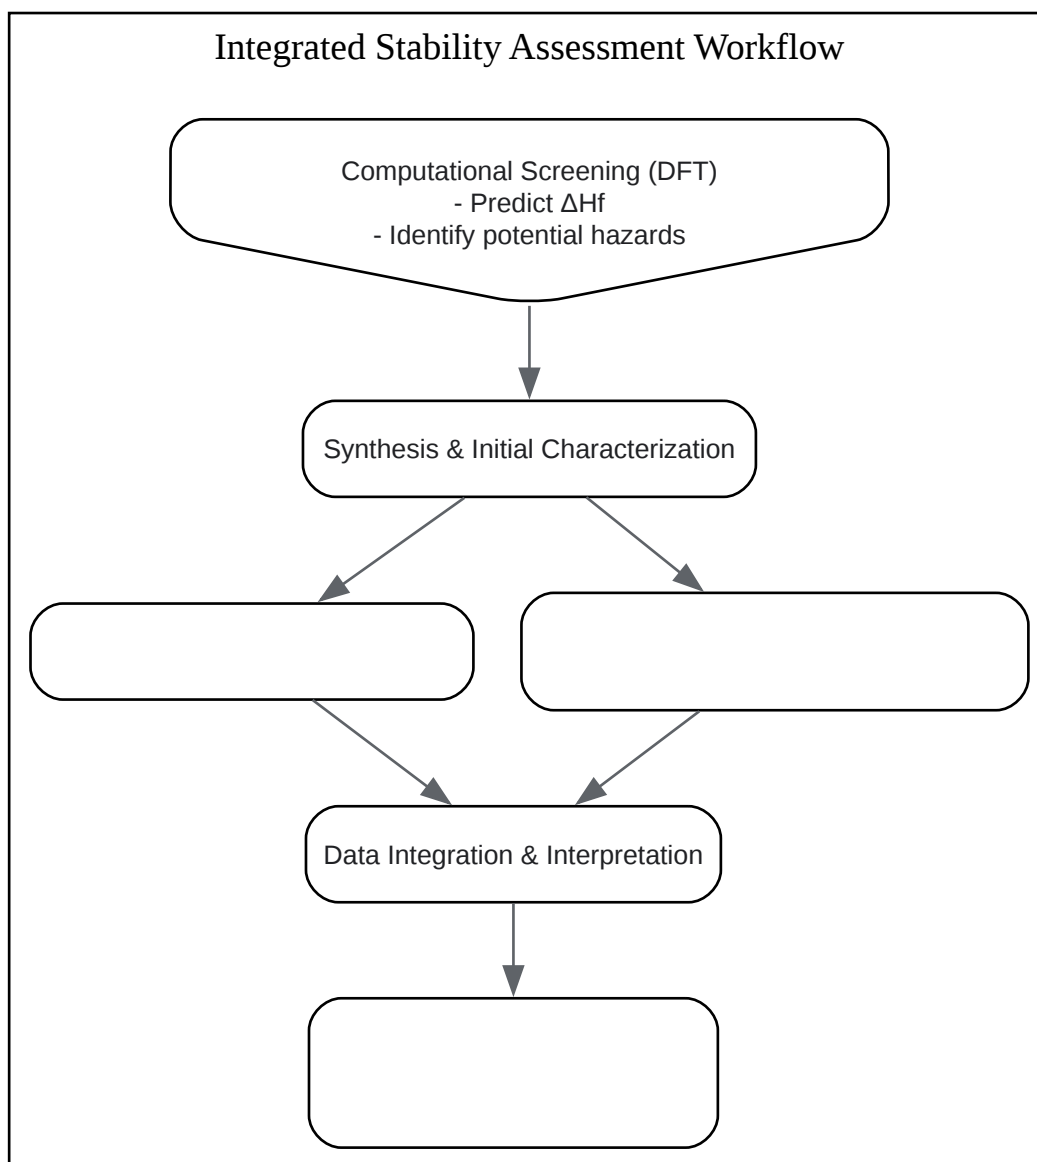 Integrated Stability Assessment Workflow
Computational Screening (DFT)
- Predict ΔHf
- Identify potential hazards
Synthesis & Initial Characterization
Data Integration & Interpretation